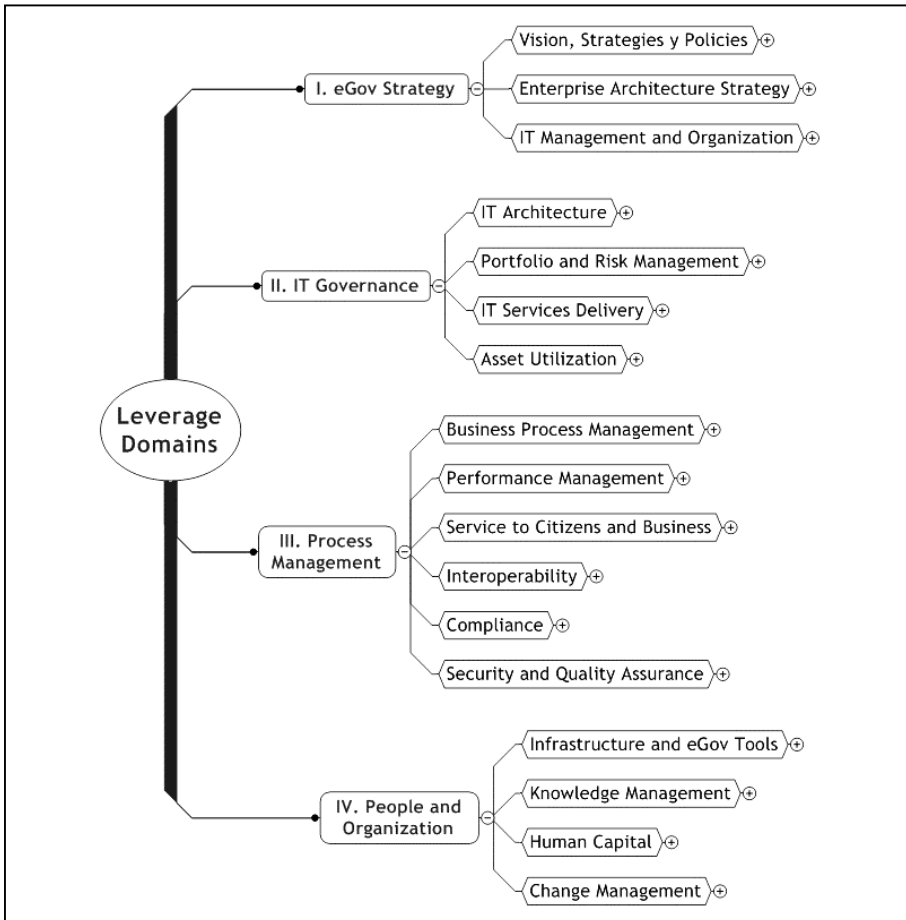 Leverage
Domains
I. eGov Strategy
Vision, Strategies y Policies
Enterprise Architecture Strategy
IT Management and Organization
II. IT Governance
IT Architecture
Portfolio and Risk Management
IT Services Delivery
Asset Utilization
III. Process
Management
Business Process Management
Performance Management
Service to Citizens and Business
Interoperability
Compliance
Security and Quality Assurance
IV. People and
Organization
Infrastructure and eGov Tools
Knowledge Management
Human Capital
Change Management